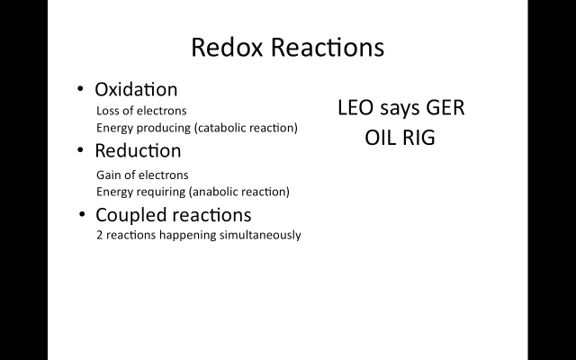 Redox Reactions
• Oxidation
Loss of electrons
Energy producing (catabolic reaction)
• Reduction
Gain of electrons
Energy requiring (anabolic reaction)
• Coupled reactions
2 reactions happening simultaneously
LEO says GER
OIL RIG